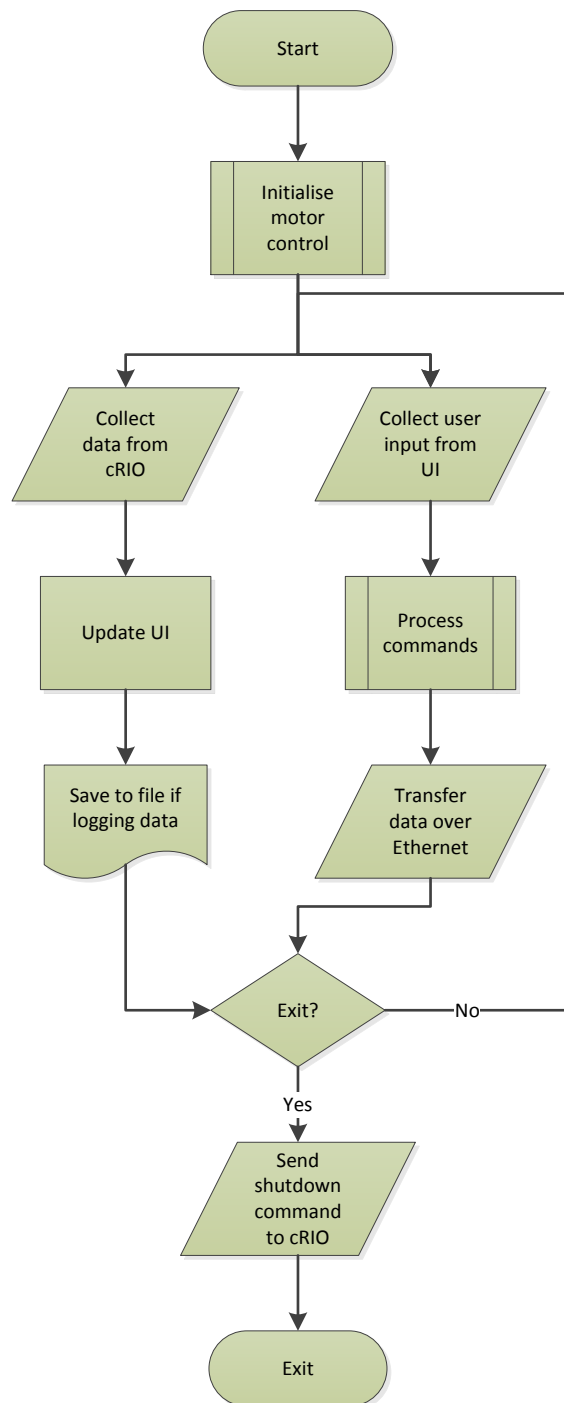 Start
Initialise
motor
control
Collect
data from
cRIO
Collect user
input from
UI
Update UI
Process
commands
Save to file if
logging data
Transfer
data over
Ethernet
Exit?
No
Yes
Send
shutdown
command
to cRIO
Exit